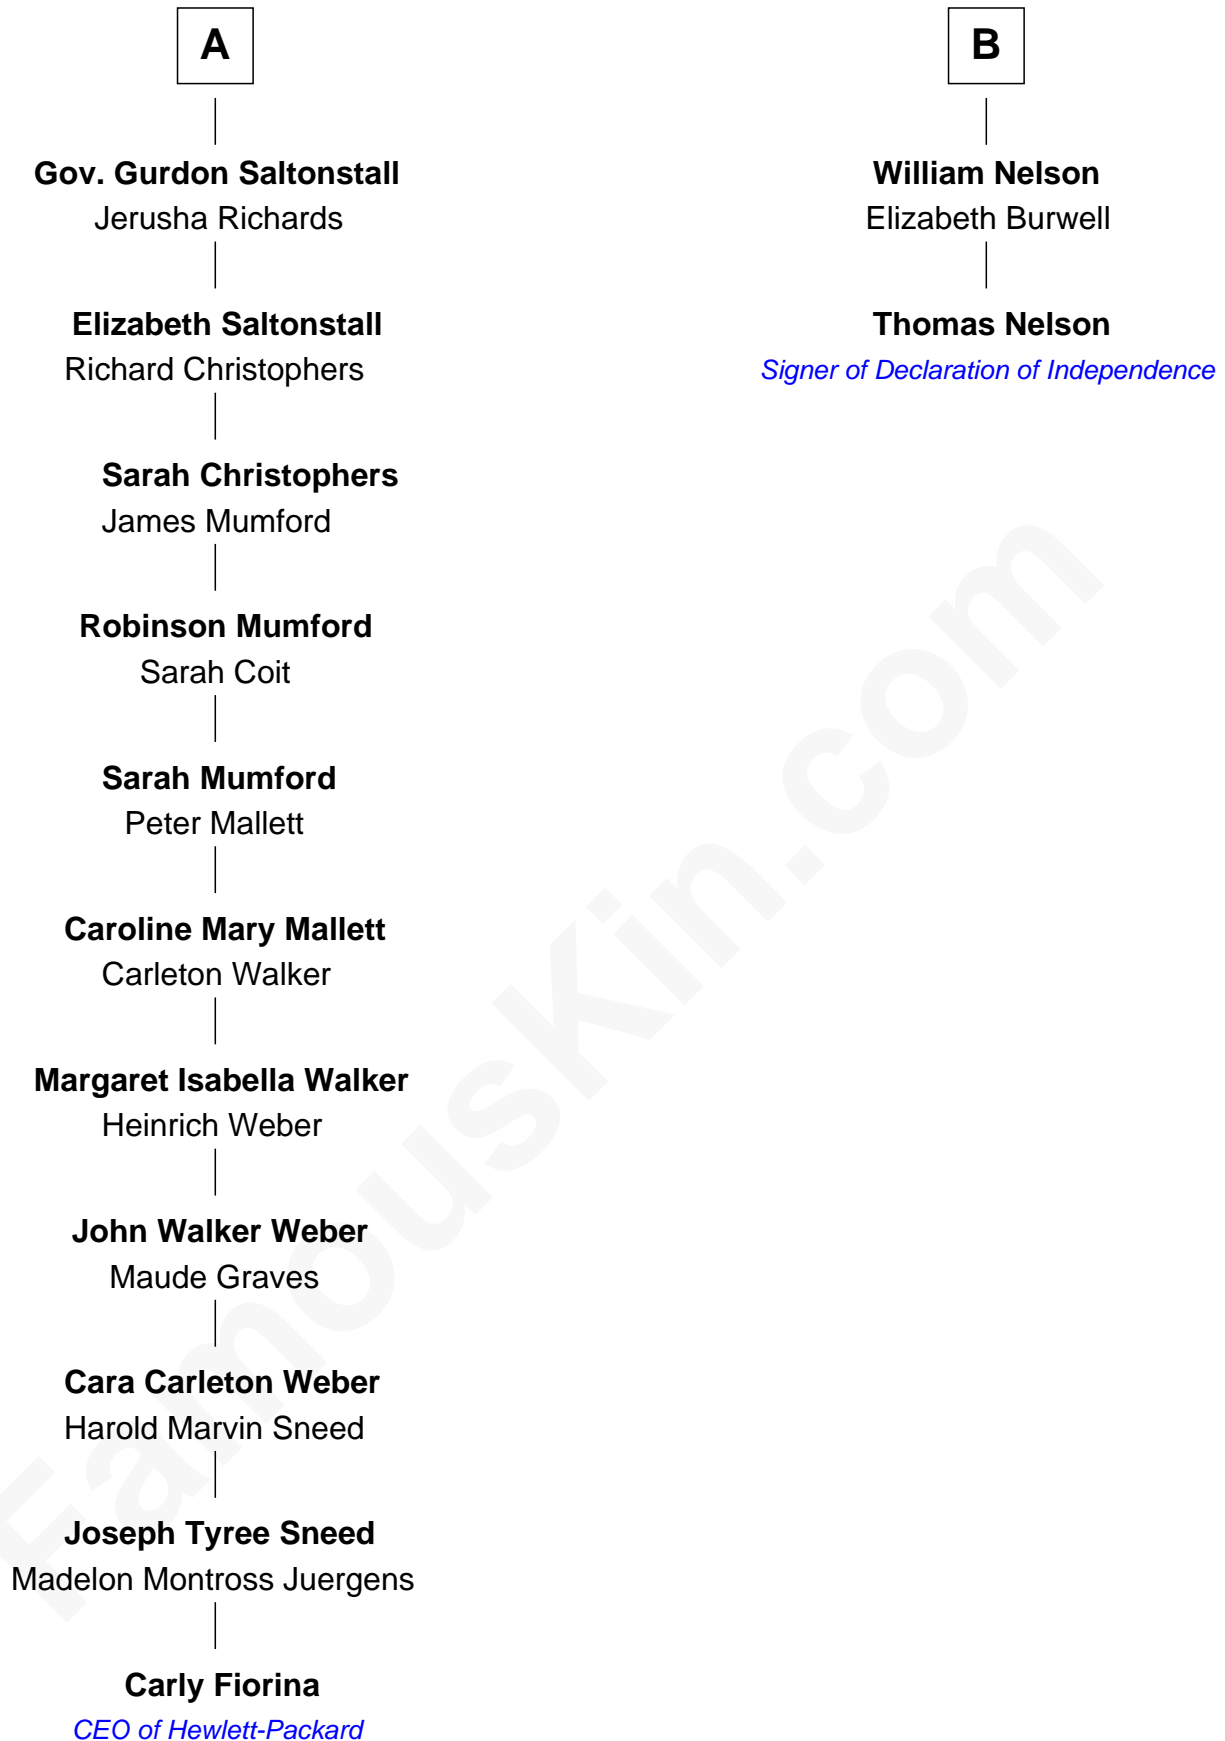 A
Gov. Gurdon Saltonstall
Jerusha Richards
Elizabeth Saltonstall
Richard Christophers
Sarah Christophers
James Mumford
Robinson Mumford
Sarah Coit
Sarah Mumford
Peter Mallett
Caroline Mary Mallett
Carleton Walker
Margaret Isabella Walker
Heinrich Weber
John Walker Weber
Maude Graves
Cara Carleton Weber
Harold Marvin Sneed
Joseph Tyree Sneed
Madelon Montross Juergens
Carly Fiorina
CEO of Hewlett-Packard
B
William Nelson
Elizabeth Burwell
Thomas Nelson
Signer of Declaration of Independence
FamousKin.com